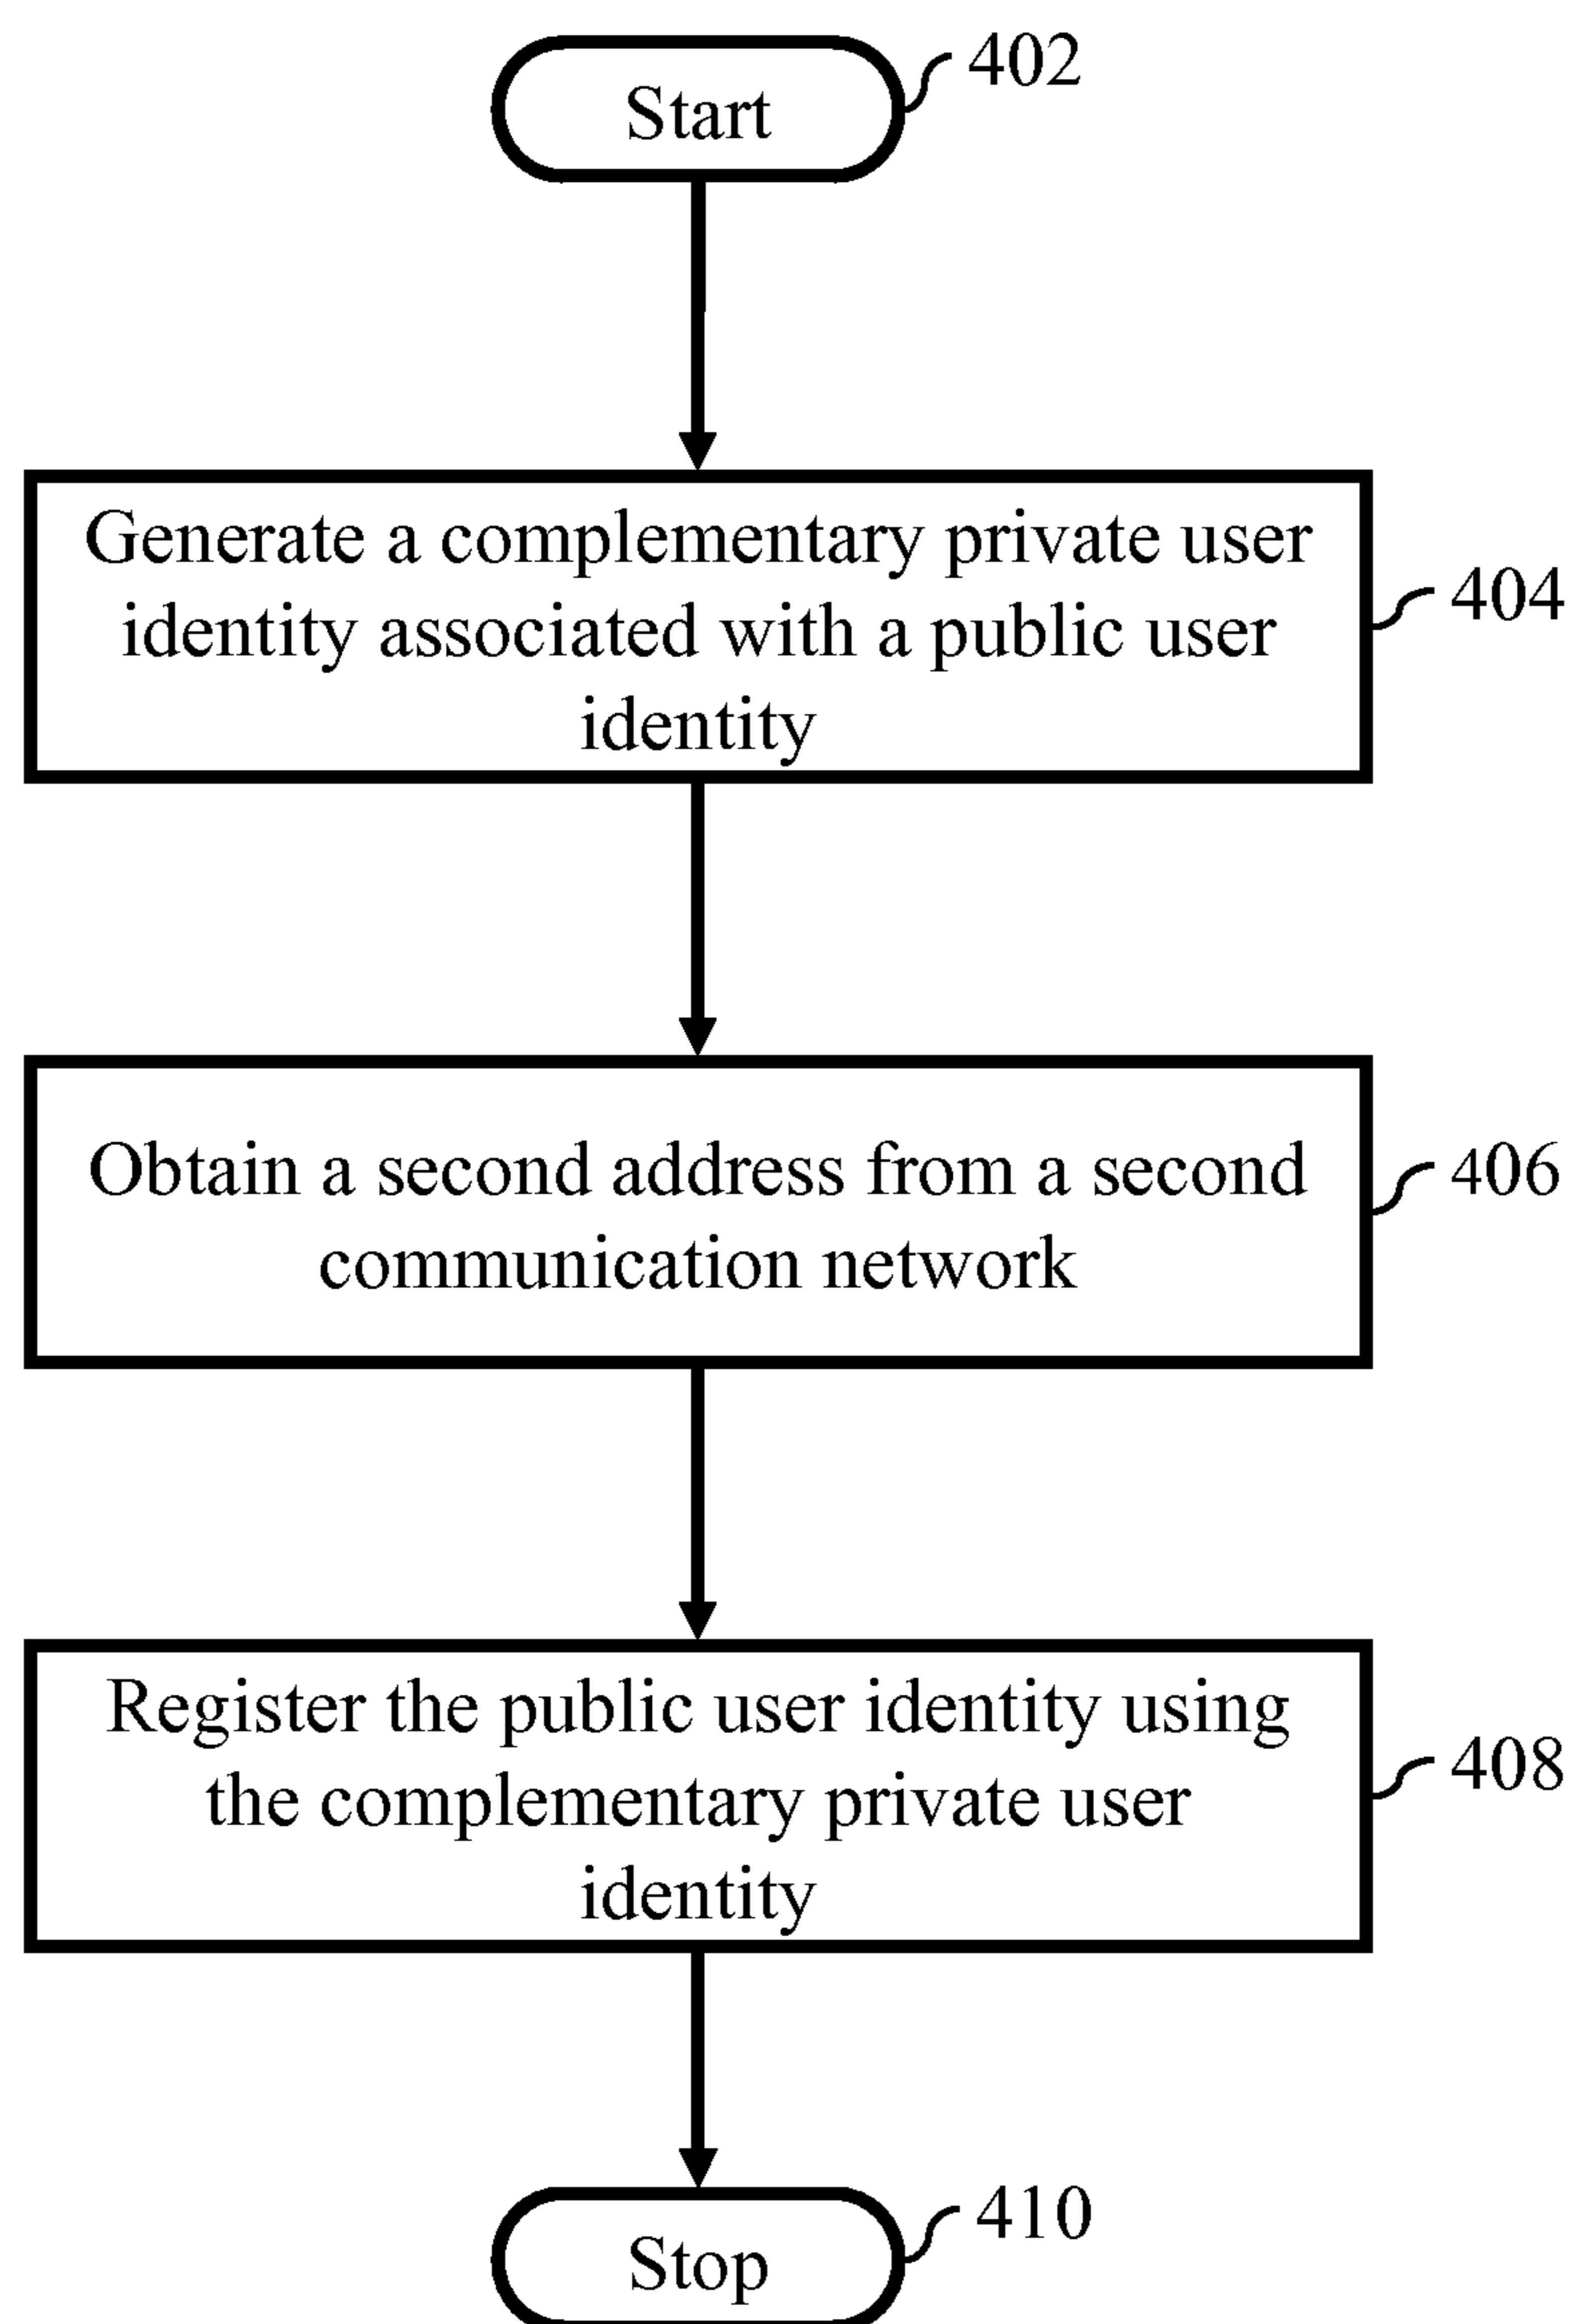 Start
402
Generate a complementary private user
identity associated with a public user
identity
404
Obtain a second address from a second
communication network
406
Register the public user identity using
the complementary private user
identity
408
Stop
410